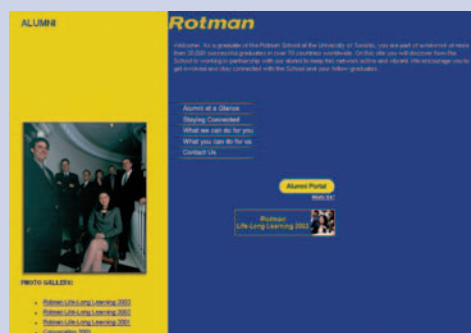 ALUMNI
Rotman
Welcome. As a graduate of the Rotman School at the University of Toronto, you are part of a network of more
than 10,000 successful graduates in over 70 countries worldwide. On this site you will discover how the
School is working in partnership with our alumni to keep this network active and vibrant. We encourage you to
get involved and stay connected with the School and your fellow graduates.
Alumni at a Glance
Staying Connected
What we can do for you
What you can do for us
Contact Us
Alumni Portal
Rotman
Life-Long Learning 2003
PHOTO GALLERY:
Rotman Life-Long Learning 2003
Rotman Life-Long Learning 2002
Rotman Life-Long Learning 2001
Convocation 2001